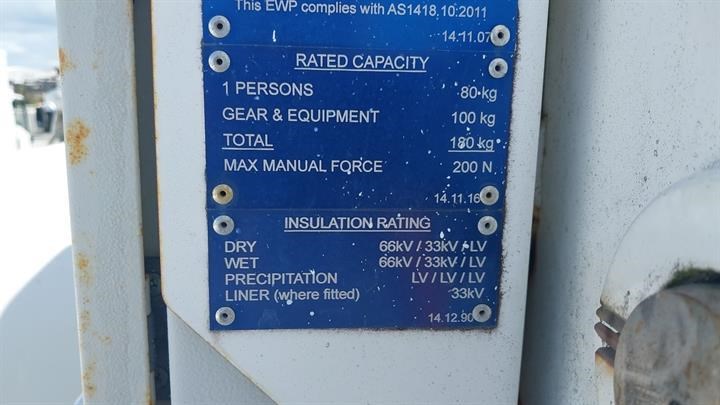 This EWP complies with AS1418.10:2011
14.11.07
RATED CAPACITY
1 PERSONS 80 kg
GEAR & EQUIPMENT 100 kg
TOTAL 180 kg
MAX MANUAL FORCE 200 N
14.11.16
INSULATION RATING
DRY 66kV / 33kV / LV
WET 66kV / 33kV / LV
PRECIPITATION LV / LV / LV
LINER (where fitted) 33kV
14.12.90